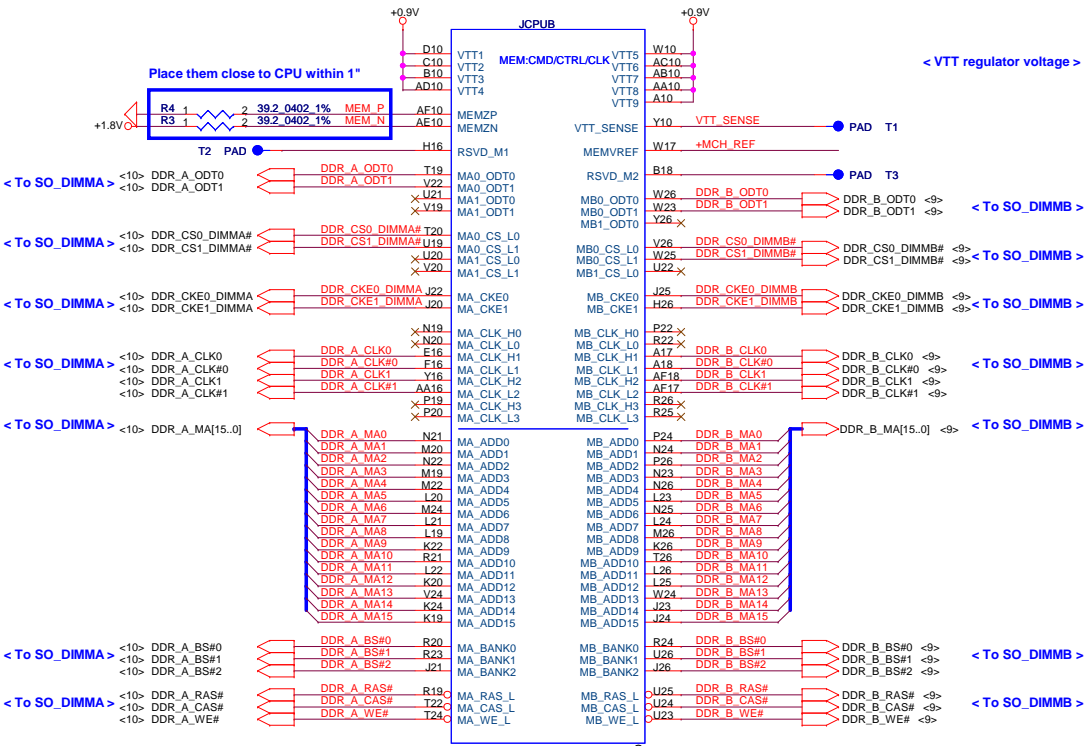 +0.9V +0.9V
JCPUB
D10 VTT1 VTT5 W10
C10 VTT2 MEM:CMD/CTRL/CLK VTT6 AC10
B10 VTT3 VTT7 AB10
AD10 VTT4 VTT8 AA10
VTT9 A10
< VTT regulator voltage >
Place them close to CPU within 1"
R4 1 2 39.2_0402_1% MEM_P AF10 MEMZP
+1.8V R3 1 2 39.2_0402_1% MEM_N AE10 MEMZN
VTT_SENSE Y10 VTT_SENSE PAD T1
T2 PAD H16 RSVD_M1 MEMVREF W17 +MCH_REF
RSVD_M2 B18 PAD T3
< To SO_DIMMA > <10> DDR_A_ODT0 DDR_A_ODT0 T19 MA0_ODT0
<10> DDR_A_ODT1 DDR_A_ODT1 V22 MA0_ODT1
U21 MA1_ODT0 MB0_ODT0 W26 DDR_B_ODT0 DDR_B_ODT0 <9>
V19 MA1_ODT1 MB0_ODT1 W23 DDR_B_ODT1 DDR_B_ODT1 <9> < To SO_DIMMB >
MB1_ODT0 Y26
< To SO_DIMMA > <10> DDR_CS0_DIMMA# DDR_CS0_DIMMA# T20 MA0_CS_L0
<10> DDR_CS1_DIMMA# DDR_CS1_DIMMA# U19 MA0_CS_L1 MB0_CS_L0 V26 DDR_CS0_DIMMB# DDR_CS0_DIMMB# <9>
U20 MA1_CS_L0 MB0_CS_L1 W25 DDR_CS1_DIMMB# DDR_CS1_DIMMB# <9> < To SO_DIMMB >
V20 MA1_CS_L1 MB1_CS_L0 U22
< To SO_DIMMA > <10> DDR_CKE0_DIMMA DDR_CKE0_DIMMA J22 MA_CKE0 MB_CKE0 J25 DDR_CKE0_DIMMB DDR_CKE0_DIMMB <9>
<10> DDR_CKE1_DIMMA DDR_CKE1_DIMMA J20 MA_CKE1 MB_CKE1 H26 DDR_CKE1_DIMMB DDR_CKE1_DIMMB <9> < To SO_DIMMB >
N19 MA_CLK_H0 MB_CLK_H0 P22
N20 MA_CLK_L0 MB_CLK_L0 R22
< To SO_DIMMA > <10> DDR_A_CLK0 DDR_A_CLK0 E16 MA_CLK_H1 MB_CLK_H1 A17 DDR_B_CLK0 DDR_B_CLK0 <9>
<10> DDR_A_CLK#0 DDR_A_CLK#0 F16 MA_CLK_L1 MB_CLK_L1 A18 DDR_B_CLK#0 DDR_B_CLK#0 <9> < To SO_DIMMB >
<10> DDR_A_CLK1 DDR_A_CLK1 Y16 MA_CLK_H2 MB_CLK_H2 AF18 DDR_B_CLK1 DDR_B_CLK1 <9>
<10> DDR_A_CLK#1 DDR_A_CLK#1 AA16 MA_CLK_L2 MB_CLK_L2 AF17 DDR_B_CLK#1 DDR_B_CLK#1 <9>
P19 MA_CLK_H3 MB_CLK_H3 R26
P20 MA_CLK_L3 MB_CLK_L3 R25
< To SO_DIMMA > <10> DDR_A_MA[15..0] DDR_B_MA[15..0] <9> < To SO_DIMMB >
DDR_A_MA0 N21 MA_ADD0 MB_ADD0 P24 DDR_B_MA0
DDR_A_MA1 M20 MA_ADD1 MB_ADD1 N24 DDR_B_MA1
DDR_A_MA2 N22 MA_ADD2 MB_ADD2 P26 DDR_B_MA2
DDR_A_MA3 M19 MA_ADD3 MB_ADD3 N23 DDR_B_MA3
DDR_A_MA4 M22 MA_ADD4 MB_ADD4 N26 DDR_B_MA4
DDR_A_MA5 L20 MA_ADD5 MB_ADD5 L23 DDR_B_MA5
DDR_A_MA6 M24 MA_ADD6 MB_ADD6 N25 DDR_B_MA6
DDR_A_MA7 L21 MA_ADD7 MB_ADD7 L24 DDR_B_MA7
DDR_A_MA8 L19 MA_ADD8 MB_ADD8 M26 DDR_B_MA8
DDR_A_MA9 K22 MA_ADD9 MB_ADD9 K26 DDR_B_MA9
DDR_A_MA10 R21 MA_ADD10 MB_ADD10 T26 DDR_B_MA10
DDR_A_MA11 L22 MA_ADD11 MB_ADD11 L26 DDR_B_MA11
DDR_A_MA12 K20 MA_ADD12 MB_ADD12 L25 DDR_B_MA12
DDR_A_MA13 V24 MA_ADD13 MB_ADD13 W24 DDR_B_MA13
DDR_A_MA14 K24 MA_ADD14 MB_ADD14 J23 DDR_B_MA14
DDR_A_MA15 K19 MA_ADD15 MB_ADD15 J24 DDR_B_MA15
<10> DDR_A_BS#0 DDR_A_BS#0 R20 MA_BANK0 MB_BANK0 R24 DDR_B_BS#0 DDR_B_BS#0 <9>
< To SO_DIMMA > <10> DDR_A_BS#1 DDR_A_BS#1 R23 MA_BANK1 MB_BANK1 U26 DDR_B_BS#1 DDR_B_BS#1 <9> < To SO_DIMMB >
<10> DDR_A_BS#2 DDR_A_BS#2 J21 MA_BANK2 MB_BANK2 J26 DDR_B_BS#2 DDR_B_BS#2 <9>
<10> DDR_A_RAS# DDR_A_RAS# R19 MA_RAS_L MB_RAS_L U25 DDR_B_RAS# DDR_B_RAS# <9>
< To SO_DIMMA > <10> DDR_A_CAS# DDR_A_CAS# T22 MA_CAS_L MB_CAS_L U24 DDR_B_CAS# DDR_B_CAS# <9> < To SO_DIMMB >
<10> DDR_A_WE# DDR_A_WE# T24 MA_WE_L MB_WE_L U23 DDR_B_WE# DDR_B_WE# <9>